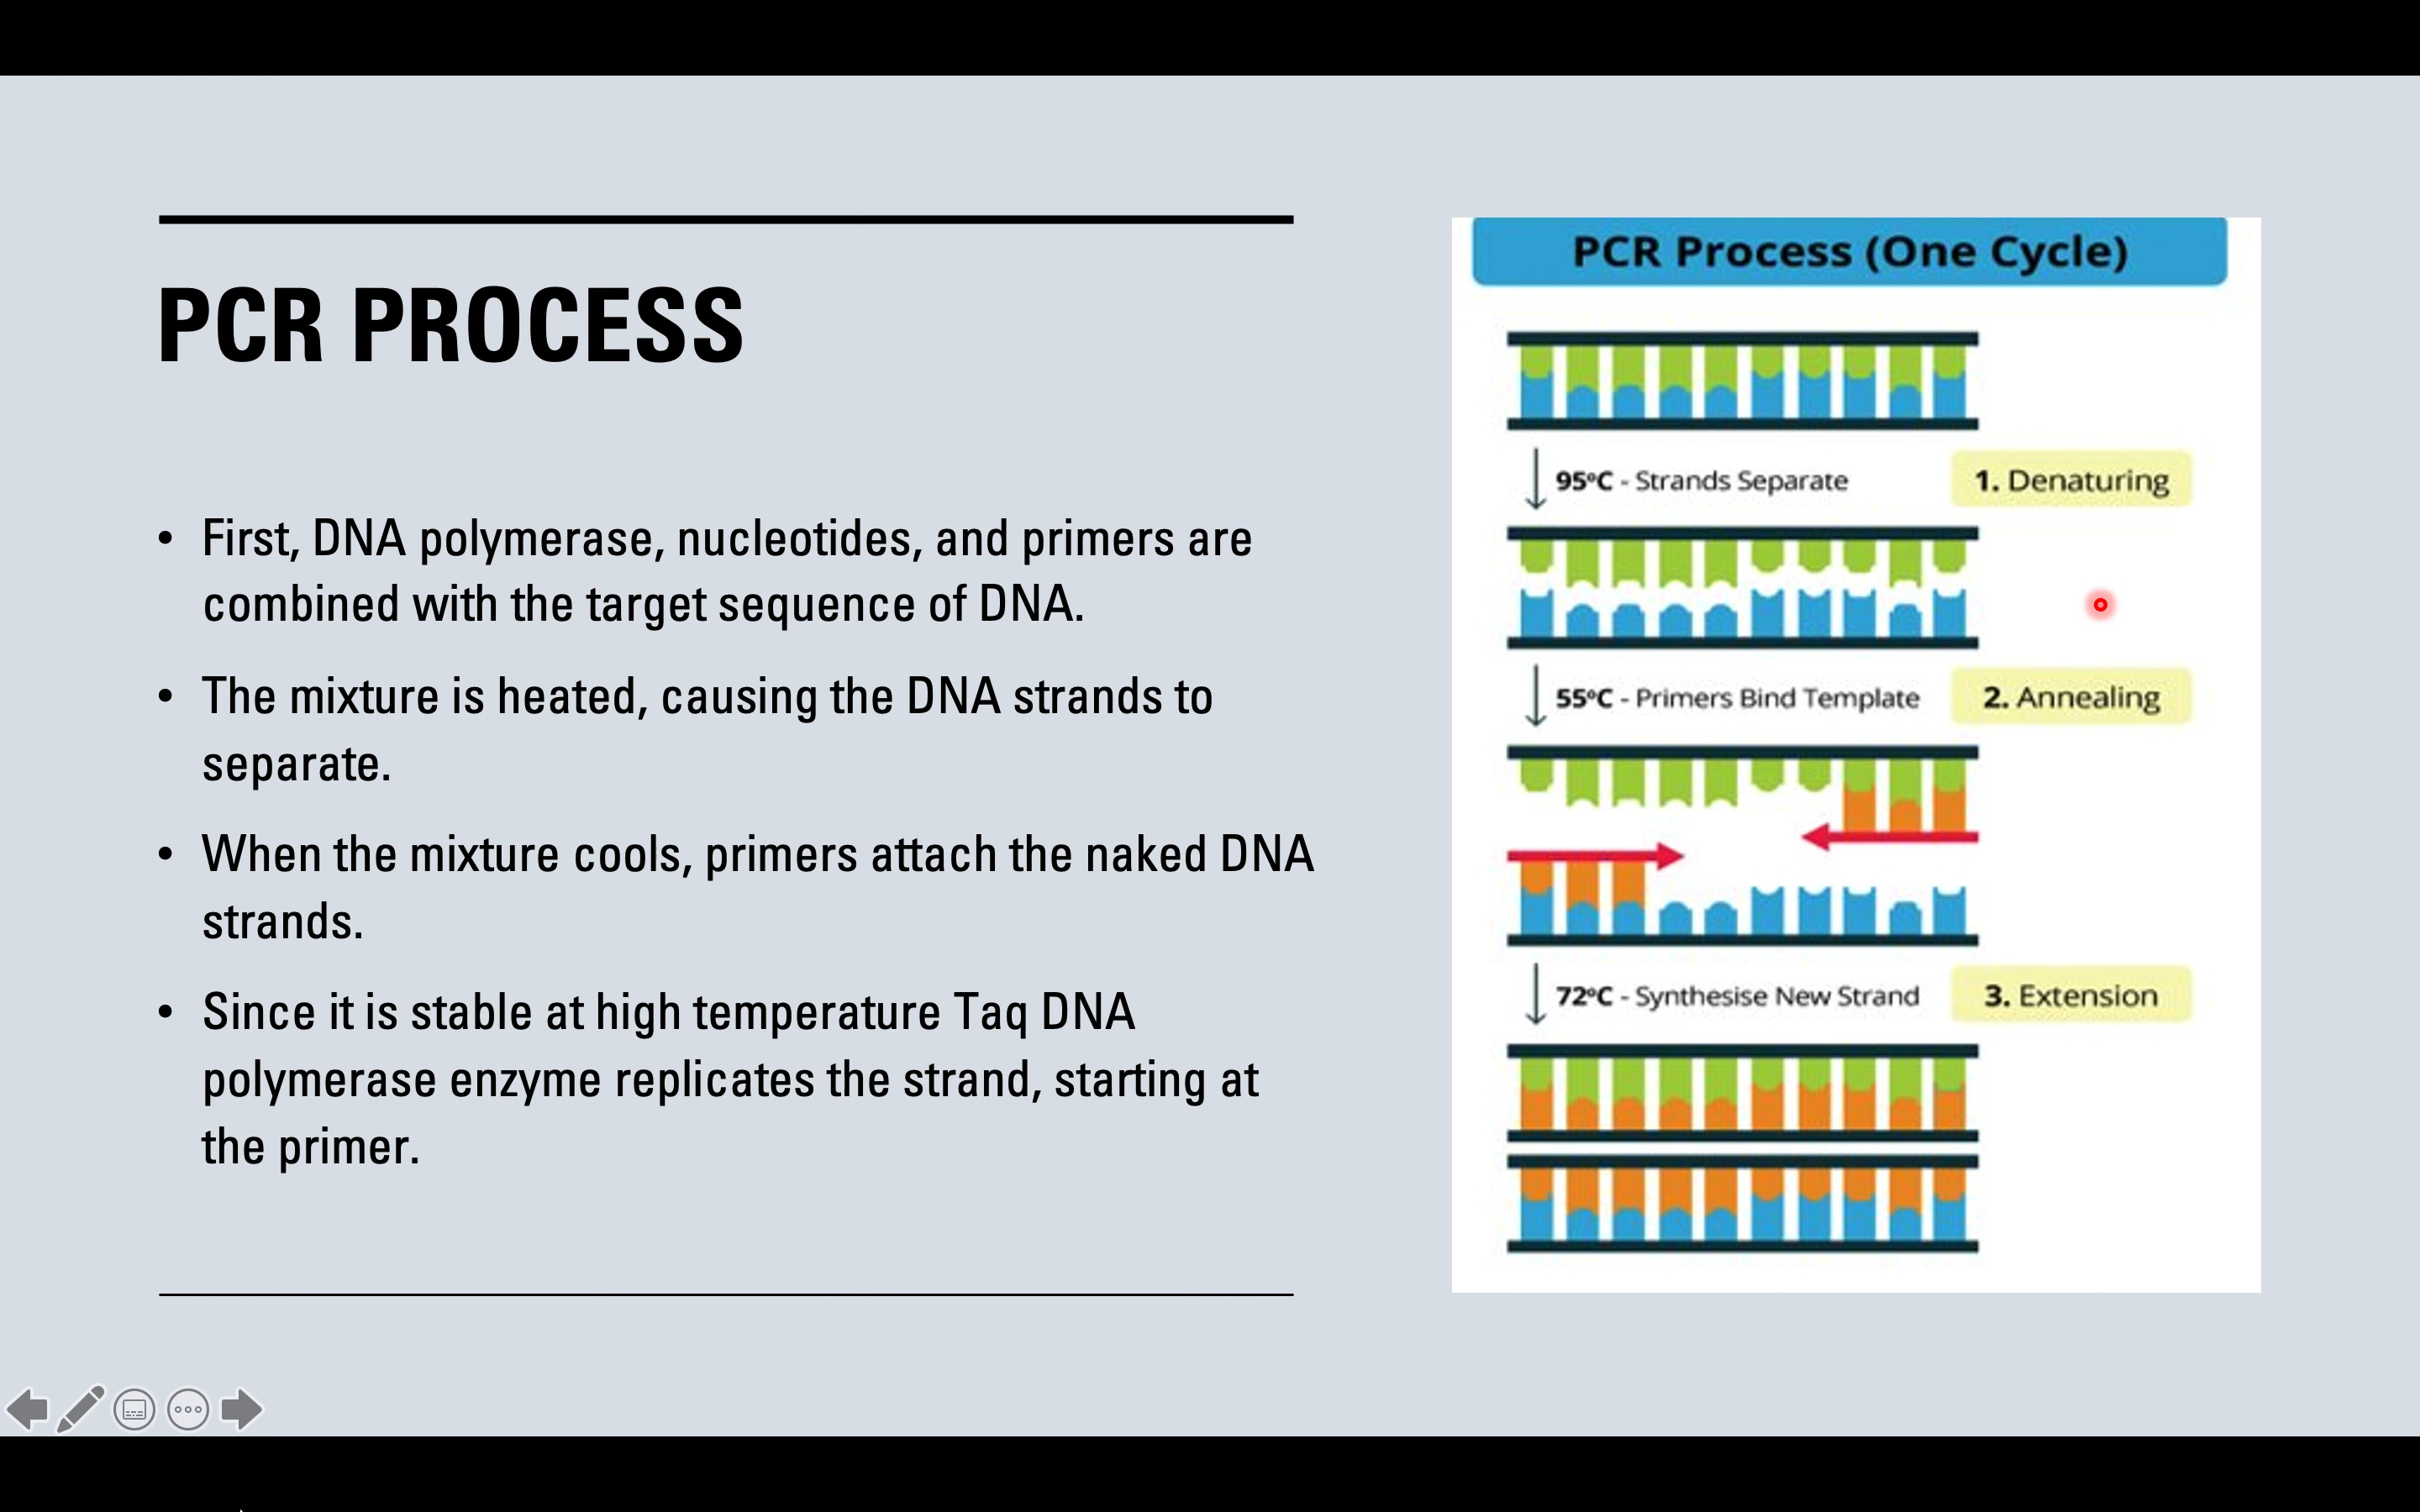 PCR PROCESS
• First, DNA polymerase, nucleotides, and primers are
combined with the target sequence of DNA.
• The mixture is heated, causing the DNA strands to
separate.
• When the mixture cools, primers attach the naked DNA
strands.
• Since it is stable at high temperature Taq DNA
polymerase enzyme replicates the strand, starting at
the primer.
PCR Process (One Cycle)
95ºC - Strands Separate 1. Denaturing
55ºC - Primers Bind Template 2. Annealing
72ºC - Synthesise New Strand 3. Extension